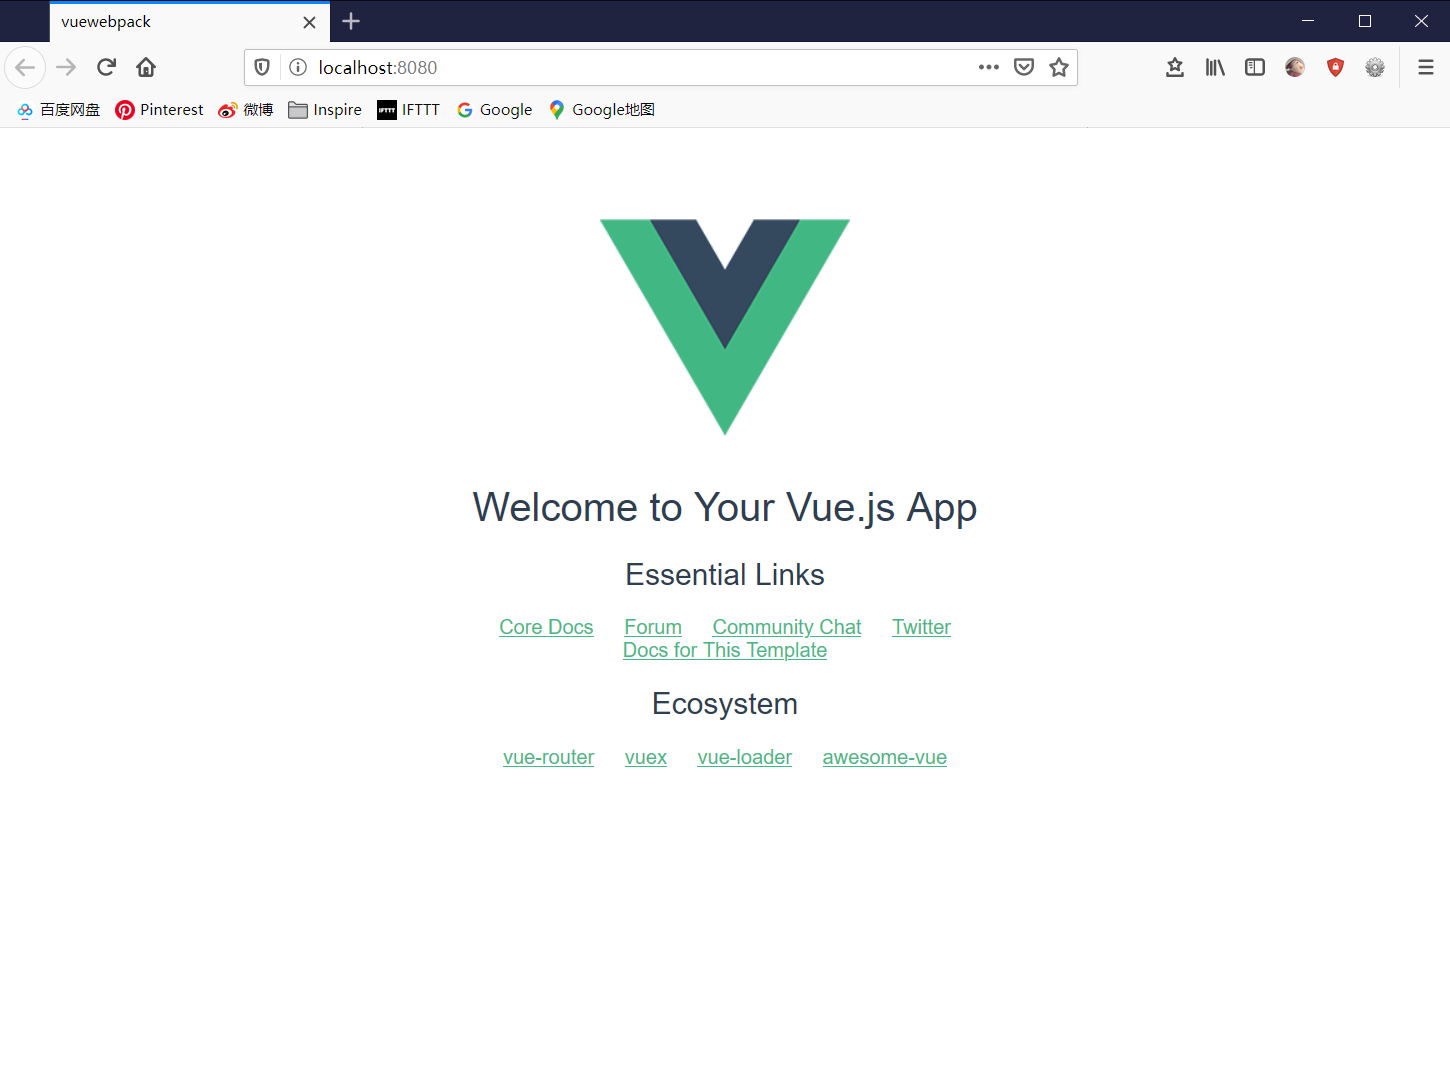 vuewebpack
localhost:8080
百度网盘 Pinterest 微博 Inspire IFTTT IFTTT Google Google地图
Welcome to Your Vue.js App
Essential Links
Core Docs Forum Community Chat Twitter
Docs for This Template
Ecosystem
vue-router vuex vue-loader awesome-vue